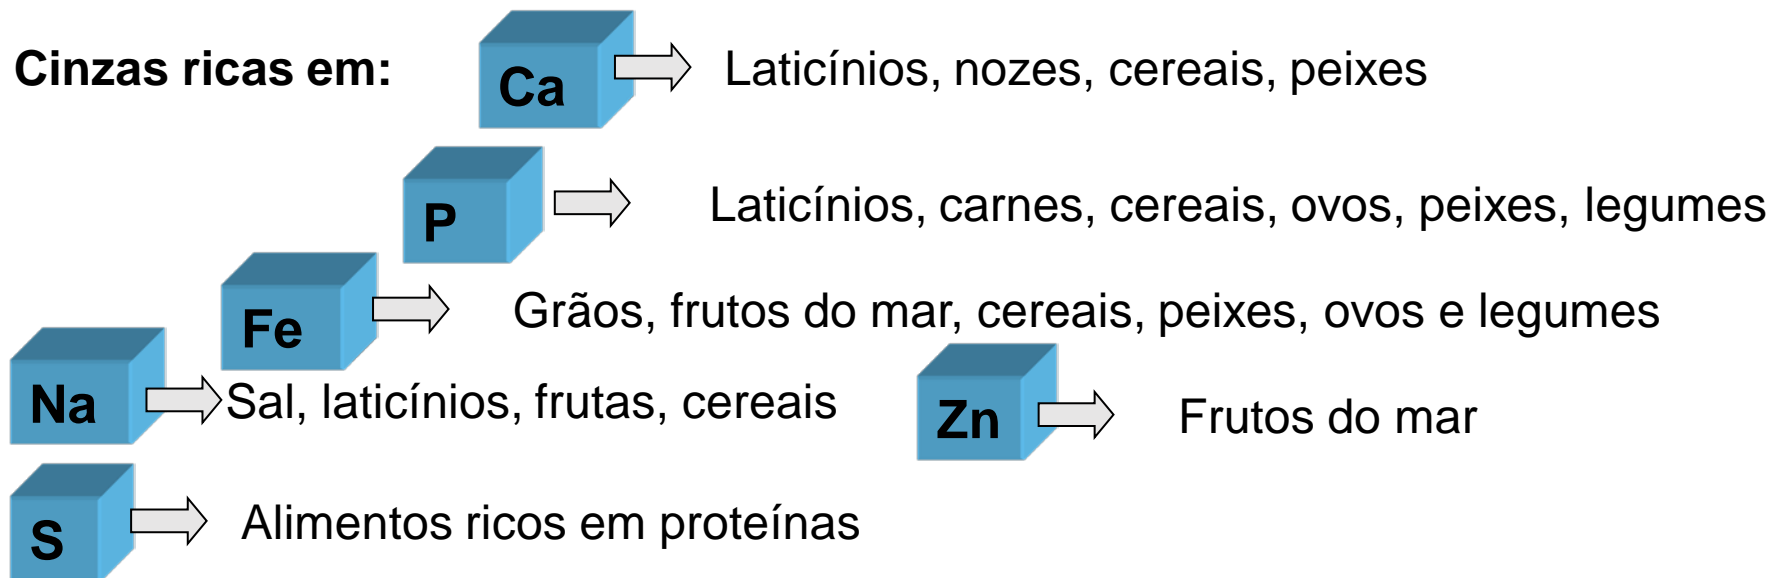 Cinzas ricas em: Ca Laticínios, nozes, cereais, peixes
P Laticínios, carnes, cereais, ovos, peixes, legumes
Fe Grãos, frutos do mar, cereais, peixes, ovos e legumes
Na Sal, laticínios, frutas, cereais
Zn Frutos do mar
S Alimentos ricos em proteínas